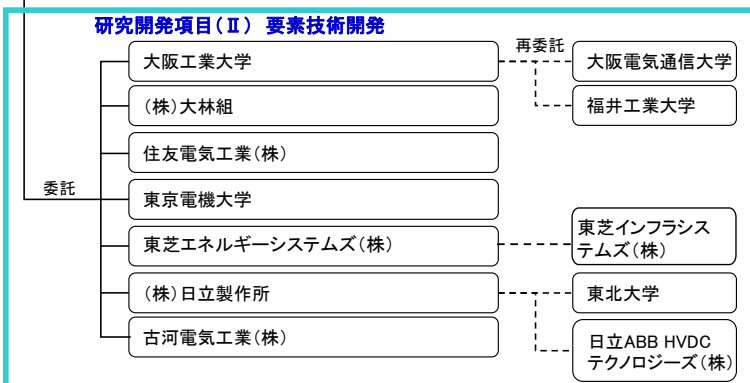 研究開発項目(Ⅱ) 要素技術開発
大阪工業大学
再委託
大阪電気通信大学
(株)大林組
福井工業大学
住友電気工業(株)
委託
東京電機大学
東芝エネルギーシステムズ(株)
東芝インフラシス
テムズ(株)
(株)日立製作所
東北大学
古河電気工業(株)
日立ABB HVDC
テクノロジーズ(株)